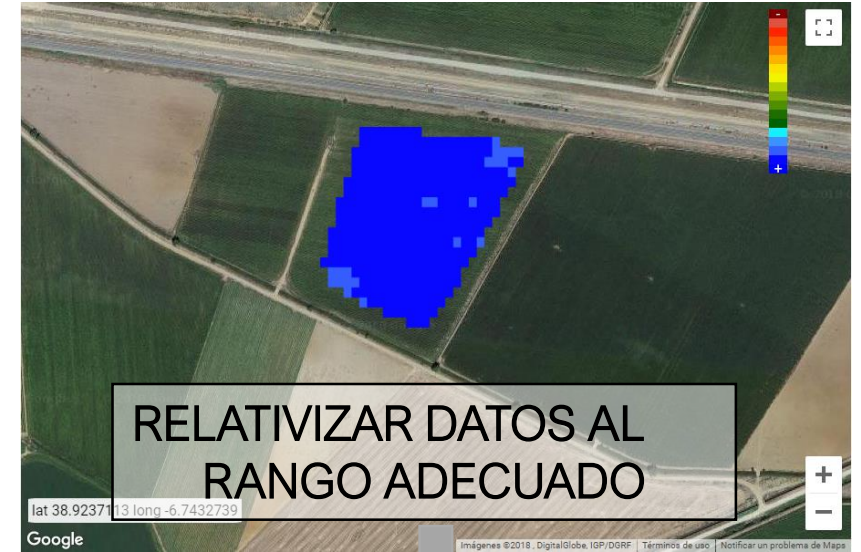 -
+
RELATIVIZAR DATOS AL
RANGO ADECUADO
+
−
lat 38.9237113 long -6.7432739
Google
Imágenes ©2018 , DigitalGlobe, IGP/DGRF
Términos de uso
Notificar un problema de Maps